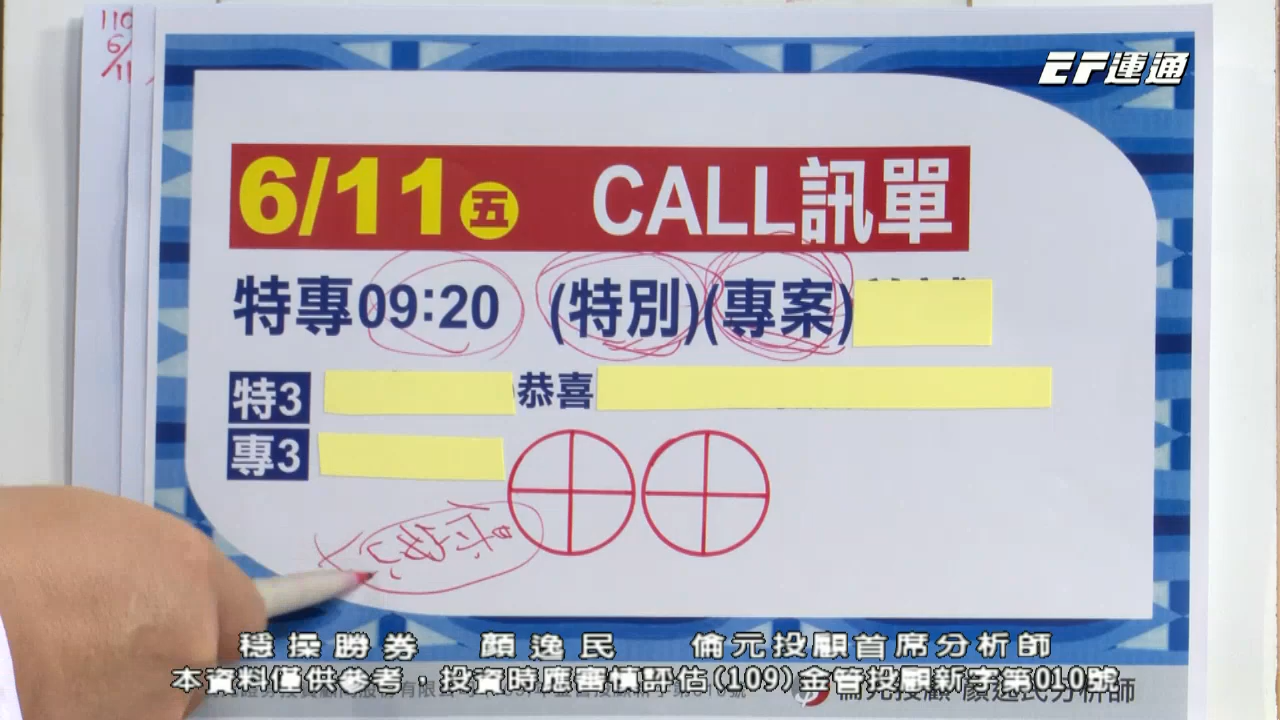 110
6/11
EF運通
6/11 五 CALL訊單
特專09:20 (特別)(專案)
特3 恭喜
專3
穩操勝券 顏逸民 倫元投顧首席分析師
本資料僅供參考,投資時應審慎評估(109)金管投顧新字第010號